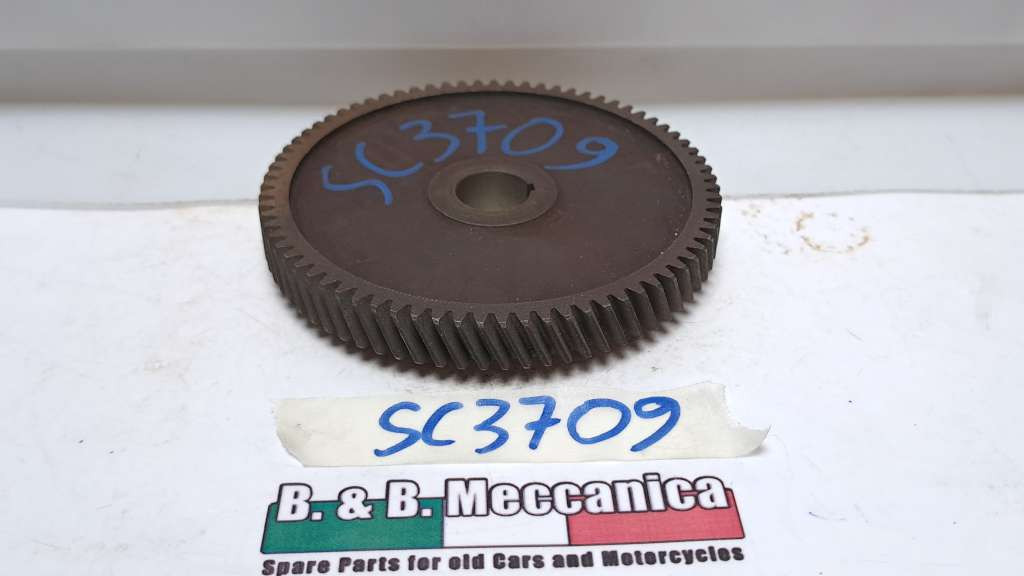 SC3709
SC3709
B. & B. Meccanica
Spare Parts for old Cars and Motorcycles